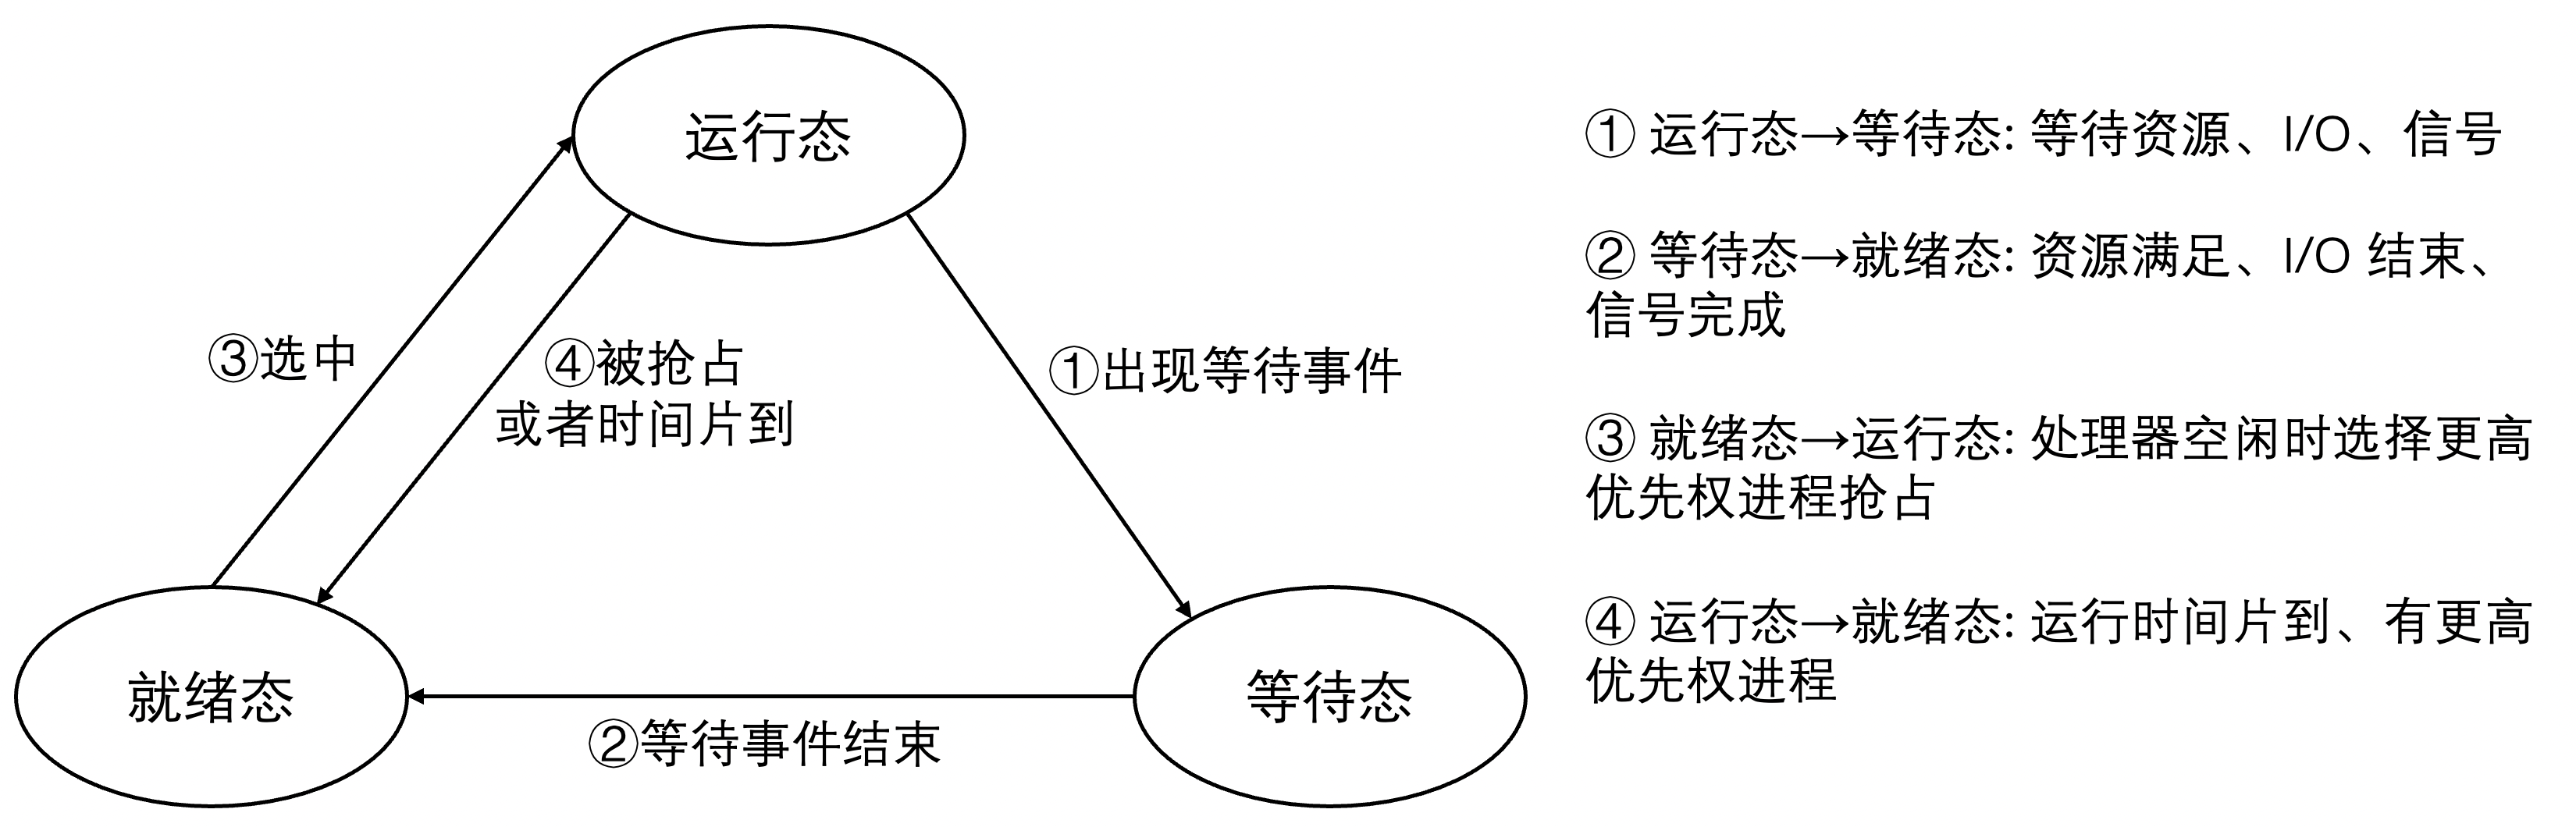 运行态
③选中
④被抢占
或者时间片到
①出现等待事件
就绪态
等待态
②等待事件结束
① 运行态→等待态: 等待资源、I/O、信号
② 等待态→就绪态: 资源满足、I/O 结束、
信号完成
③ 就绪态→运行态: 处理器空闲时选择更高
优先权进程抢占
④ 运行态→就绪态: 运行时间片到、有更高
优先权进程